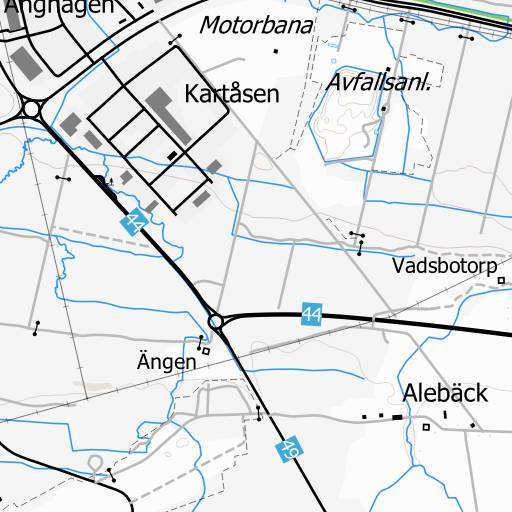 Änghagen
Motorbana
Avfallsanl.
Kartåsen
44
Vadsbotorp
44
Ängen
Alebäck
49